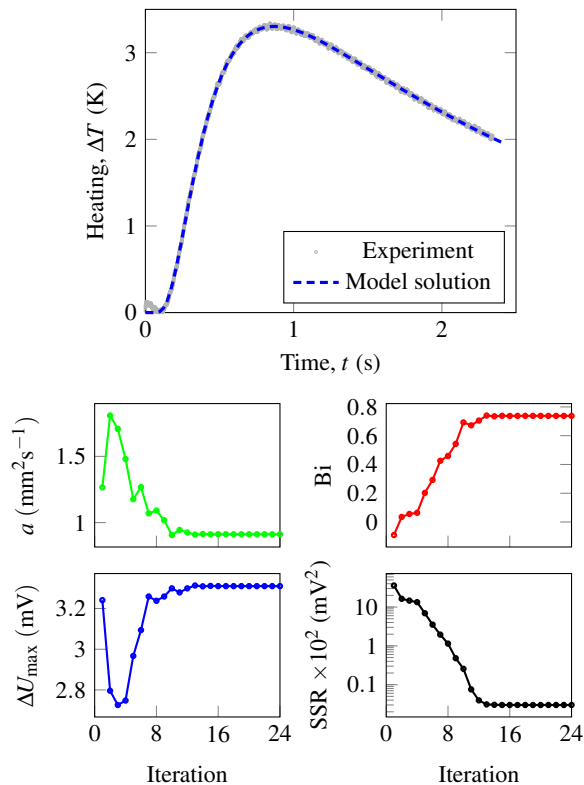 3
2
1
0
Heating, ΔT (K)
Experiment
Model solution
0
1
2
Time, t (s)
1.5
1
a (mm²s⁻¹)
0.8
0.6
0.4
0.2
0
Bi
3.2
3
2.8
ΔU_max (mV)
0
8
16
24
Iteration
10
1
0.1
SSR ×10² (mV²)
0
8
16
24
Iteration